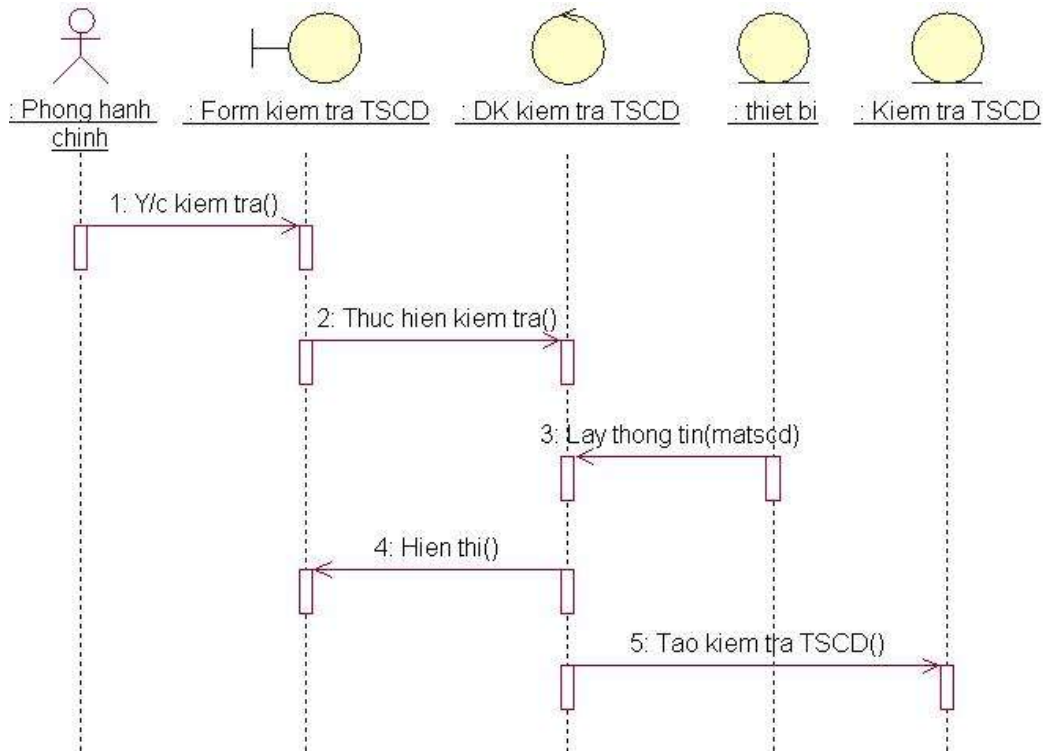 : Phong hanh
chinh
: Form kiem tra TSCD
: DK kiem tra TSCD
: thiet bi
: Kiem tra TSCD
1: Y/c kiem tra()
2: Thuc hien kiem tra()
3: Lay thong tin(matscd)
4: Hien thi()
5: Tao kiem tra TSCD()